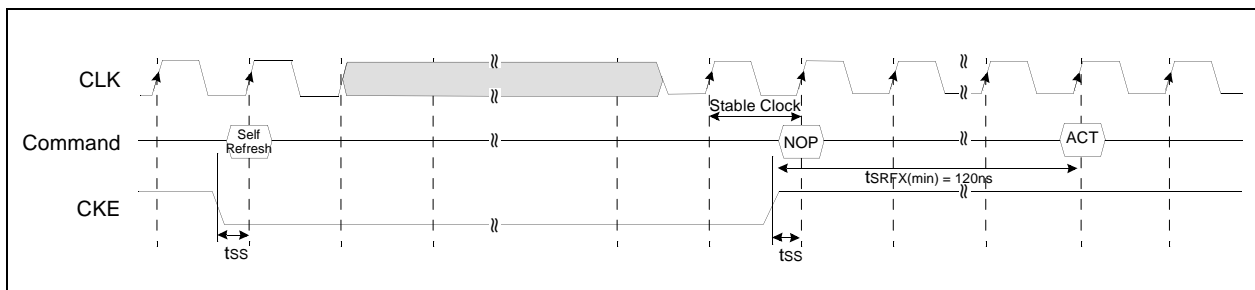 CLK
Stable Clock
Command
Self
Refresh
NOP
ACT
tSRFX(min) = 120ns
CKE
tSS
tSS